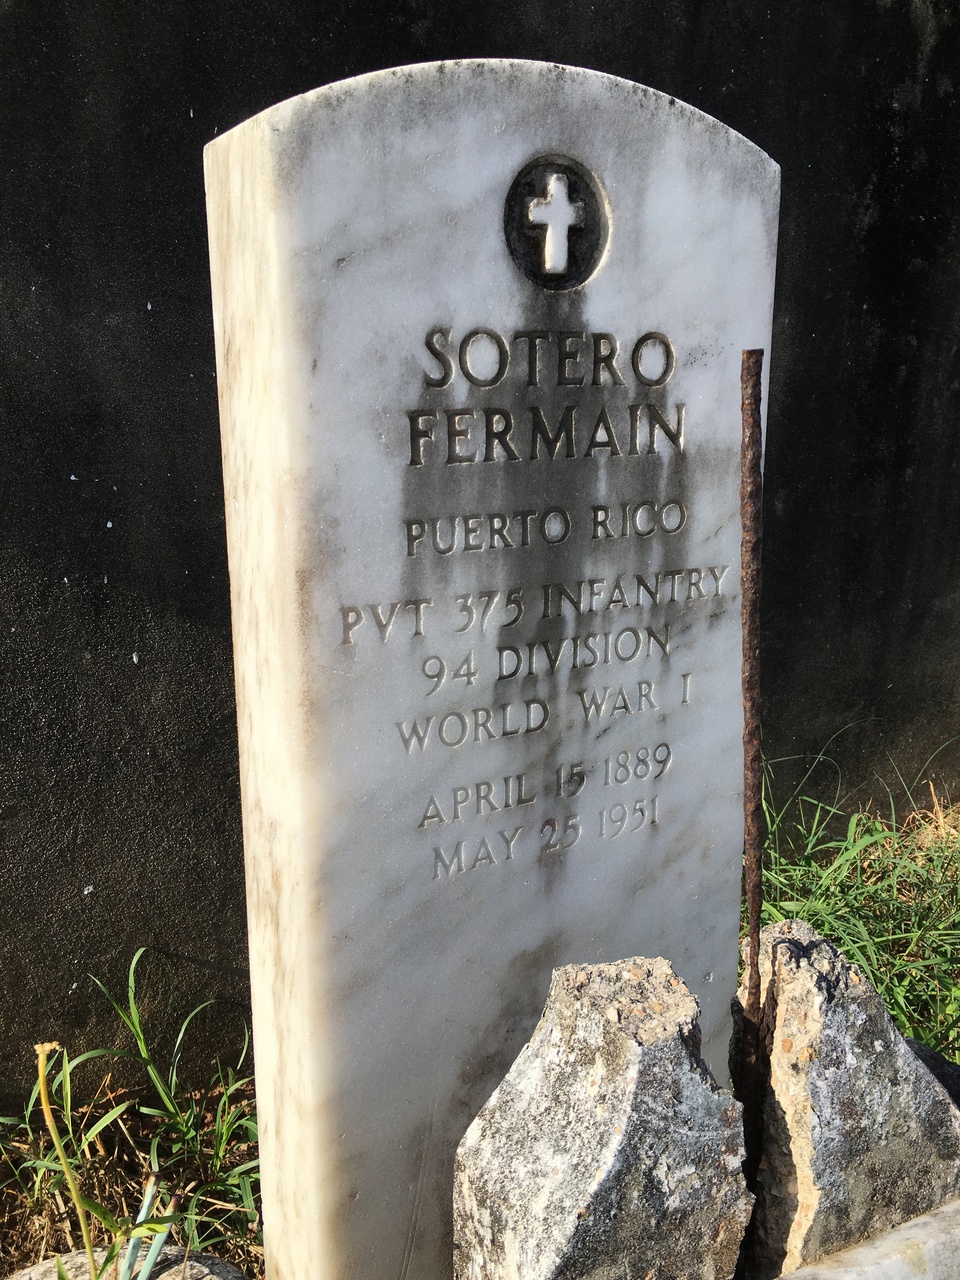 SOTERO
FERMAIN
PUERTO RICO
PVT 375 INFANTRY
94 DIVISION
WORLD WAR I
APRIL 15 1889
MAY 25 1951